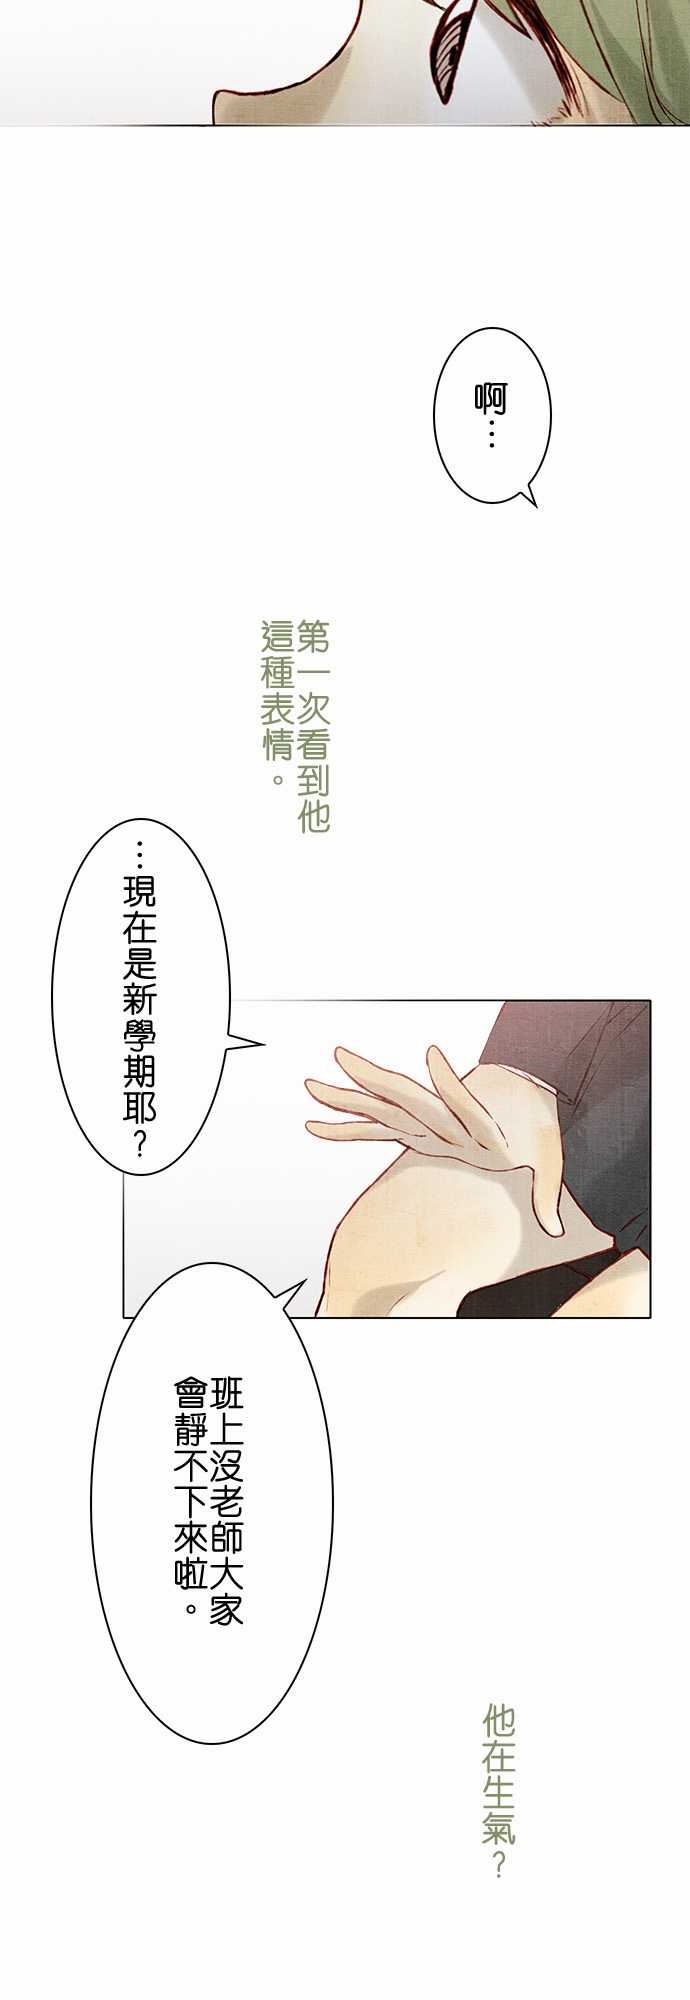 啊…
第一次看到他
這種表情。
…現在是新學期耶？
班上沒老師大家
會靜不下來啦。
他在生氣？